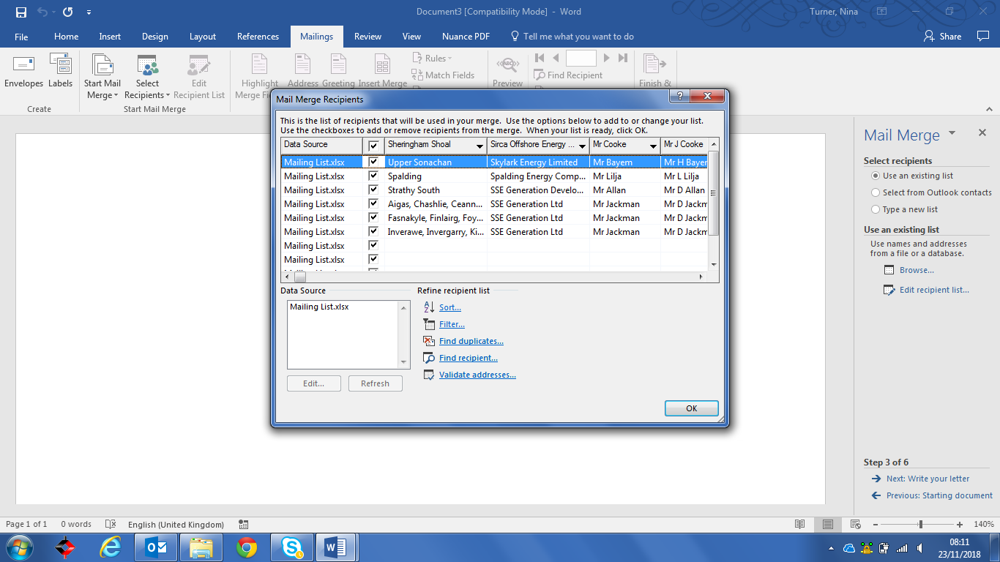 Document3 [Compatibility Mode] - Word
Turner, Nina
File Home Insert Design Layout References Mailings Review View Nuance PDF Tell me what you want to do Share
Envelopes Labels
Start Mail Merge
Select Recipients
Edit Recipient List
Highlight Merge
Address Greeting Insert Merge
Rules
Match Fields
Preview
Find Recipient
Finish &
Create
Start Mail Merge
Mail Merge Recipients
This is the list of recipients that will be used in your merge. Use the options below to add to or change your list.
Use the checkboxes to add or remove recipients from the merge. When your list is ready, click OK.
Data Source Sheringham Shoal Sirca Offshore Energy ... Mr Cooke Mr J Cooke
Mailing List.xlsx Upper Sonachan Skylark Energy Limited Mr Bayem Mr H Bayer
Mailing List.xlsx Spalding Spalding Energy Comp... Mr Lilja Mr L Lilja
Mailing List.xlsx Strathy South SSE Generation Develo... Mr Allan Mr D Allan
Mailing List.xlsx Aigas, Chashlie, Ceann... SSE Generation Ltd Mr Jackman Mr D Jackm
Mailing List.xlsx Fasnakyle, Finlairg, Foy... SSE Generation Ltd Mr Jackman Mr D Jackm
Mailing List.xlsx Inverawe, Invergarry, Ki... SSE Generation Ltd Mr Jackman Mr D Jackm
Mailing List.xlsx
Mailing List.xlsx
Data Source
Mailing List.xlsx
Edit... Refresh
Refine recipient list
Sort...
Filter...
Find duplicates...
Find recipient...
Validate addresses...
OK
Mail Merge
Select recipients
Use an existing list
Select from Outlook contacts
Type a new list
Use an existing list
Use names and addresses
from a file or a database.
Browse...
Edit recipient list...
Step 3 of 6
Next: Write your letter
Previous: Starting document
Page 1 of 1 0 words English (United Kingdom) 140%
08:11
23/11/2018